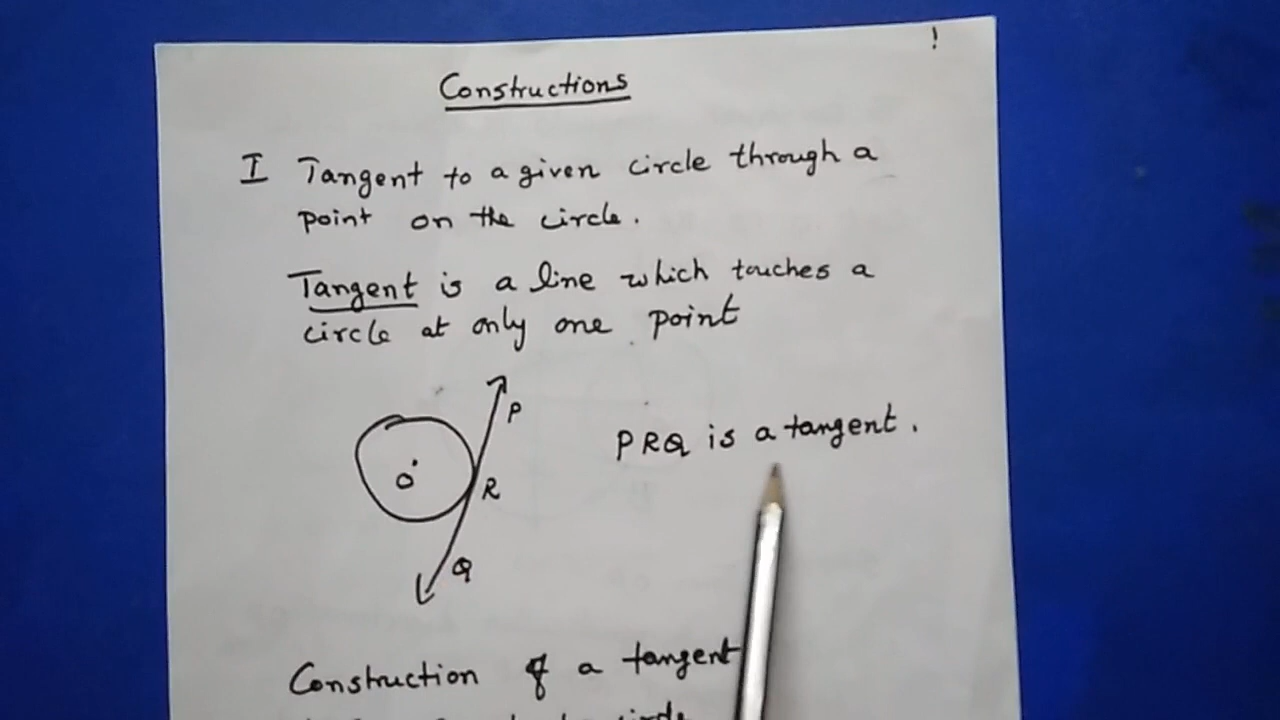 !
Constructions
I Tangent to a given circle through a
point on the circle.
Tangent is a line which touches a
circle at only one point
P
PRQ is a tangent.
O
R
Q
Construction of a tangent
circle